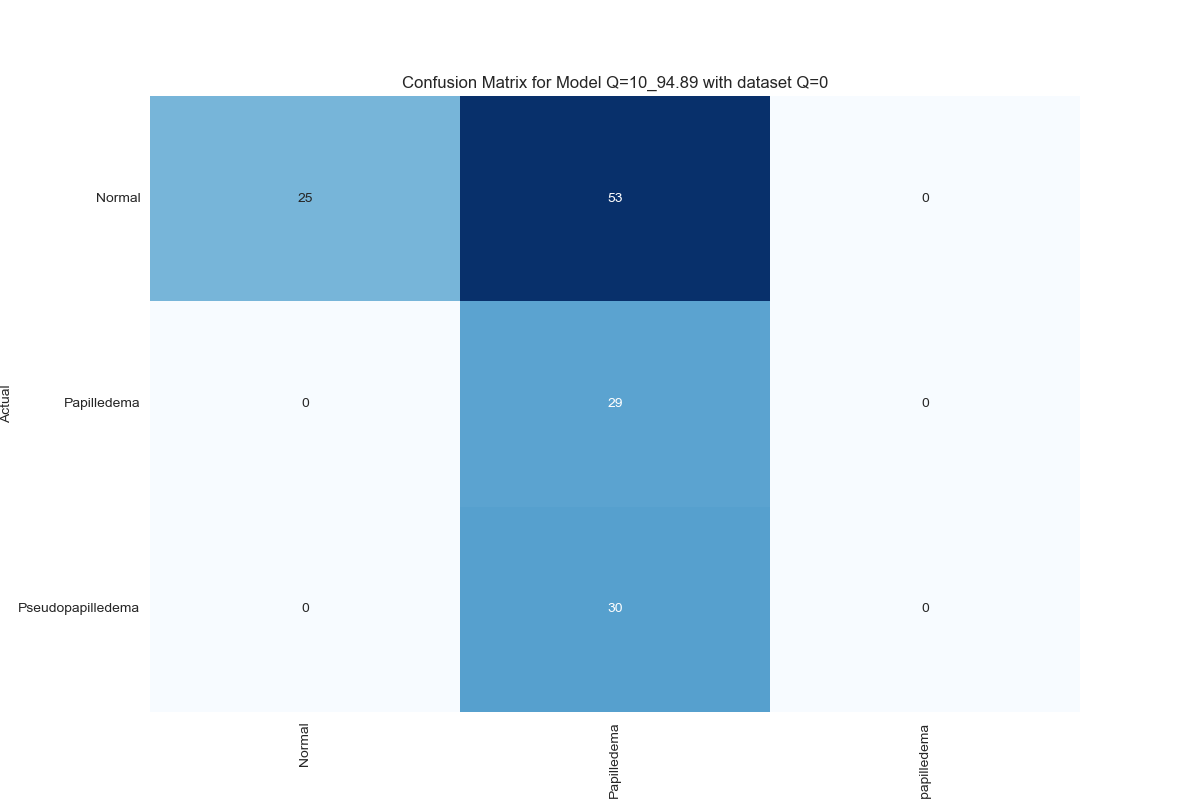 Confusion Matrix for Model Q=10_94.89 with dataset Q=0
Normal
25
53
0
Papilledema
0
29
0
Pseudopapilledema
0
30
0
Actual
Normal
Papilledema
papilledema